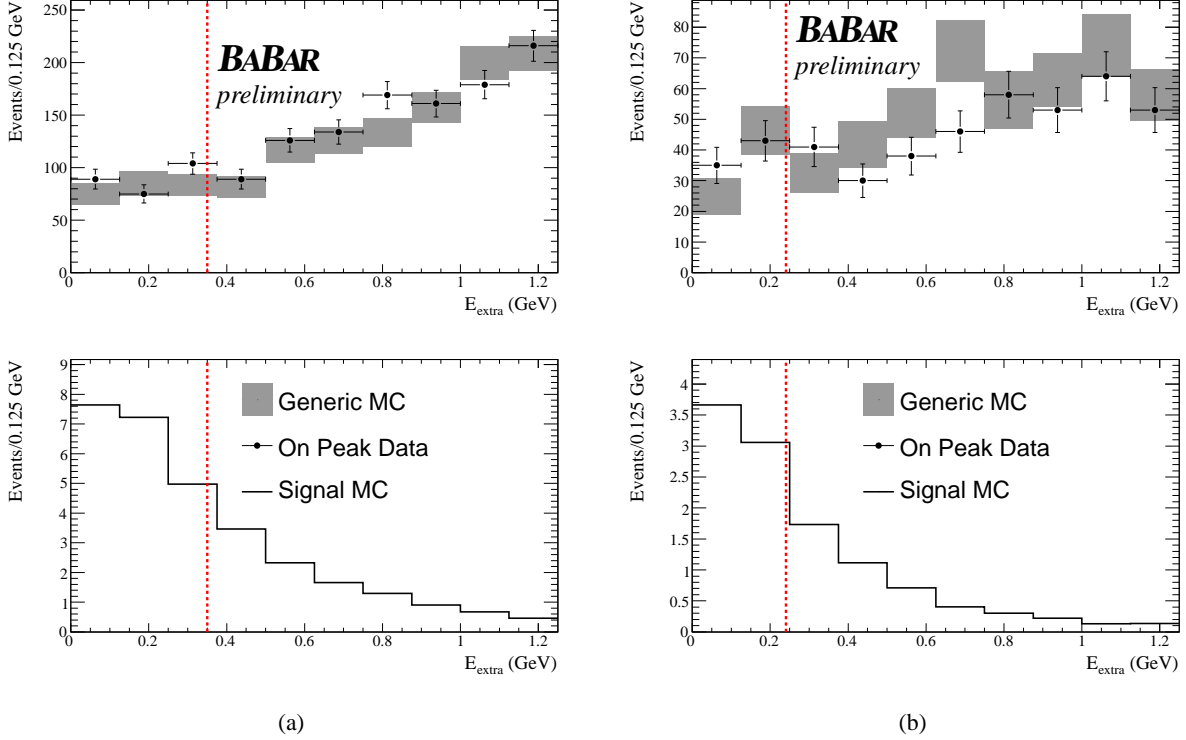 Events/0.125 GeV
250
200
150
100
50
0
BABAR
preliminary
0 0.2 0.4 0.6 0.8 1 1.2
E_extra (GeV)
Events/0.125 GeV
80
70
60
50
40
30
20
10
0
BABAR
preliminary
0 0.2 0.4 0.6 0.8 1 1.2
E_extra (GeV)
Events/0.125 GeV
9
8
7
6
5
4
3
2
1
0
Generic MC
On Peak Data
Signal MC
0 0.2 0.4 0.6 0.8 1 1.2
E_extra (GeV)
(a)
Events/0.125 GeV
4
3.5
3
2.5
2
1.5
1
0.5
0
Generic MC
On Peak Data
Signal MC
0 0.2 0.4 0.6 0.8 1 1.2
E_extra (GeV)
(b)